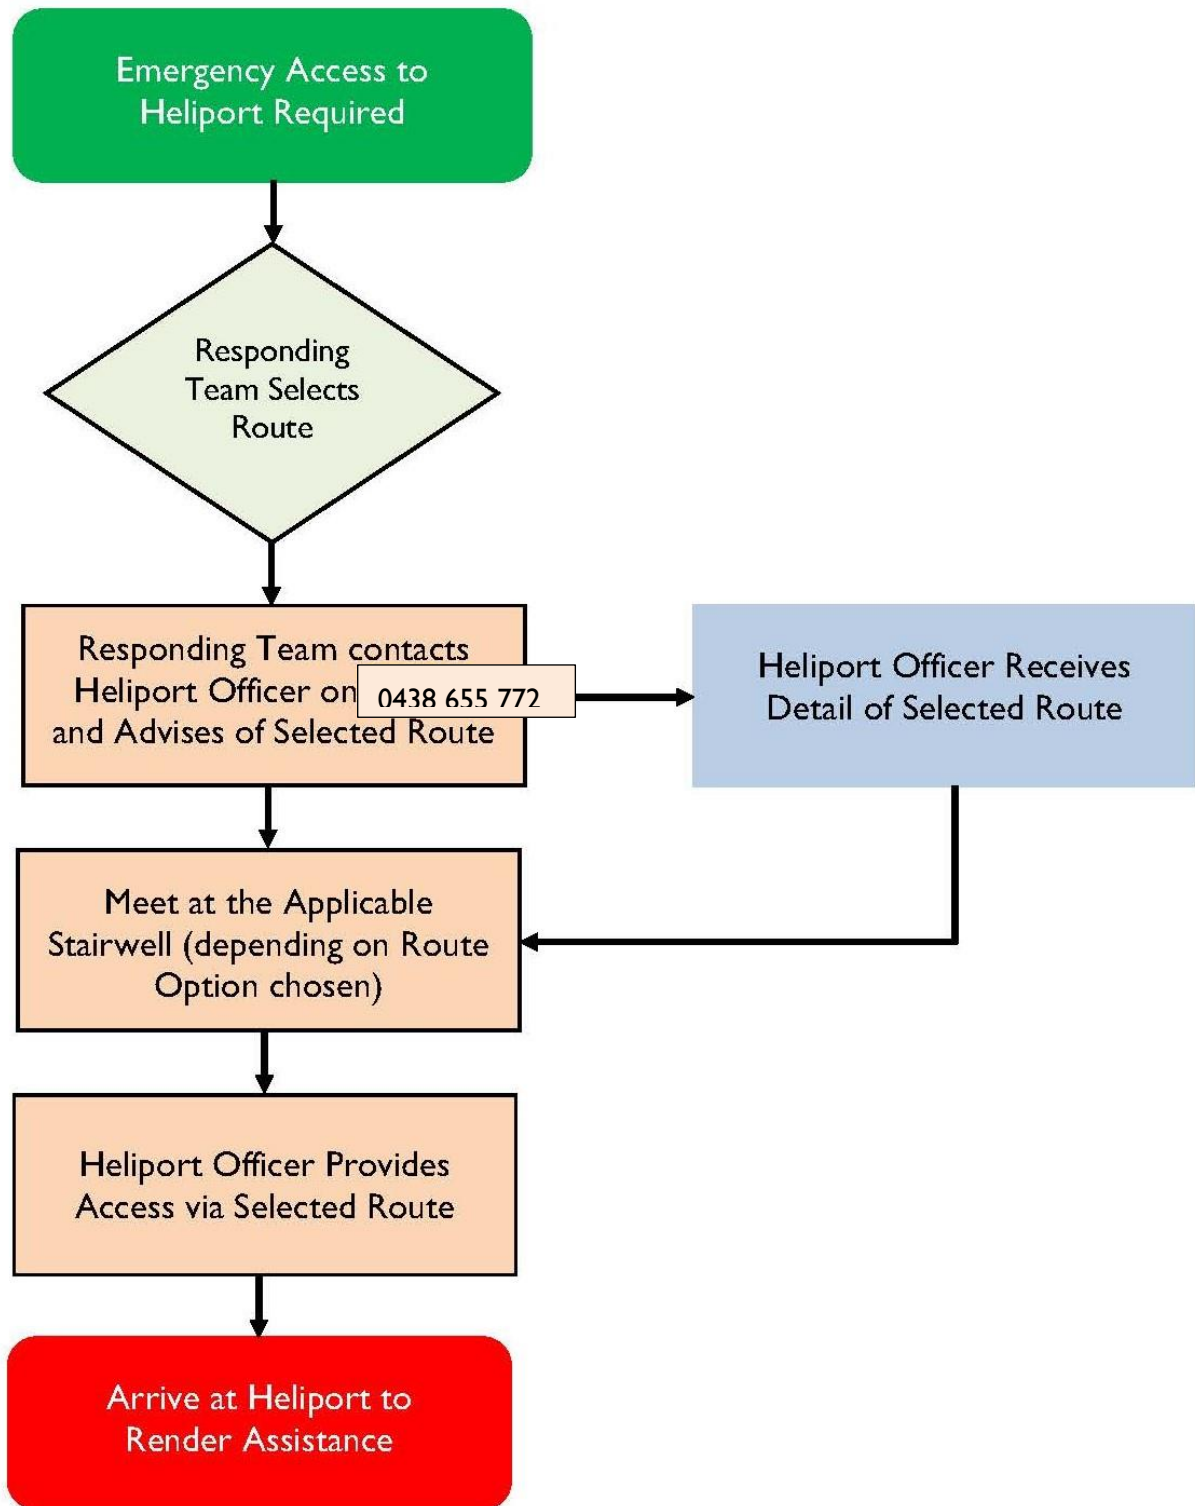 Emergency Access to
Heliport Required
Responding
Team Selects
Route
Responding Team contacts
Heliport Officer on 0438 655 772
and Advises of Selected Route
Heliport Officer Receives
Detail of Selected Route
Meet at the Applicable
Stairwell (depending on Route
Option chosen)
Heliport Officer Provides
Access via Selected Route
Arrive at Heliport to
Render Assistance